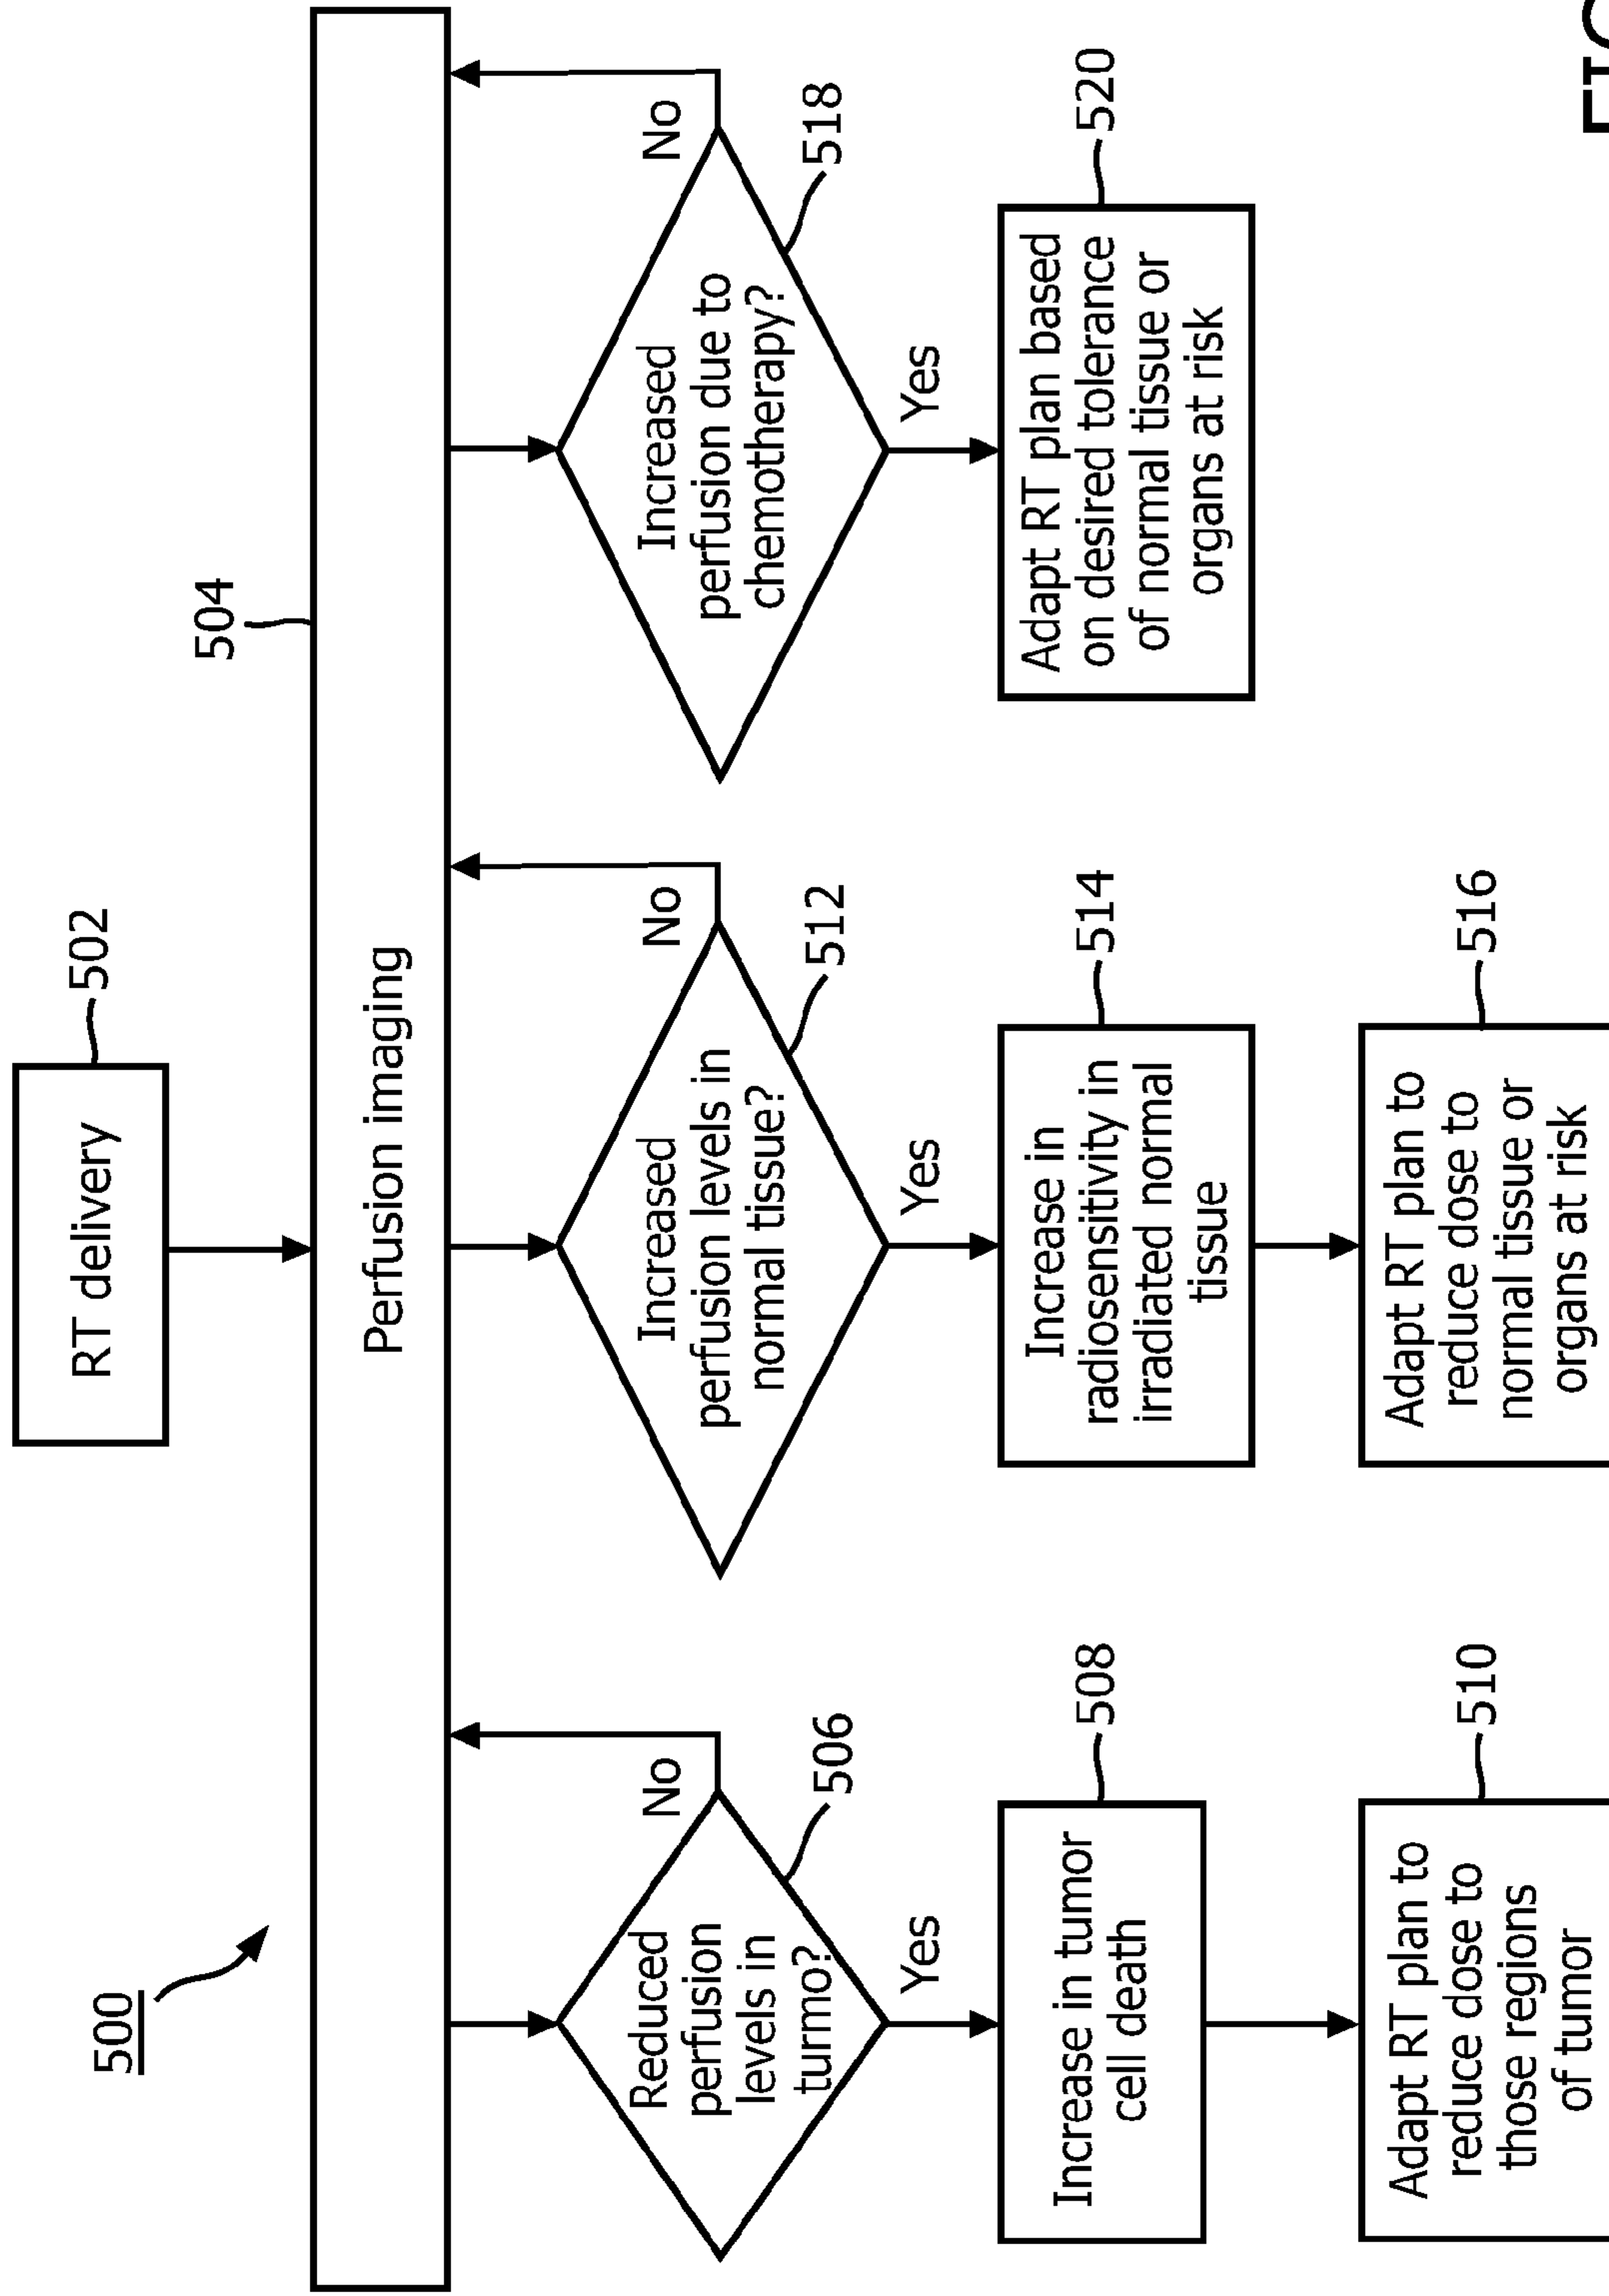 500
RT delivery
502
504
Perfusion imaging
Reduced
perfusion
levels in
turmo?
No
506
Yes
Increase in tumor
cell death
508
Adapt RT plan to
reduce dose to
those regions
of tumor
510
Increased
perfusion levels in
normal tissue?
No
512
Yes
Increase in
radiosensitivity in
irradiated normal
tissue
514
Adapt RT plan to
reduce dose to
normal tissue or
organs at risk
516
Increased
perfusion due to
chemotherapy?
No
518
Yes
Adapt RT plan based
on desired tolerance
of normal tissue or
organs at risk
520